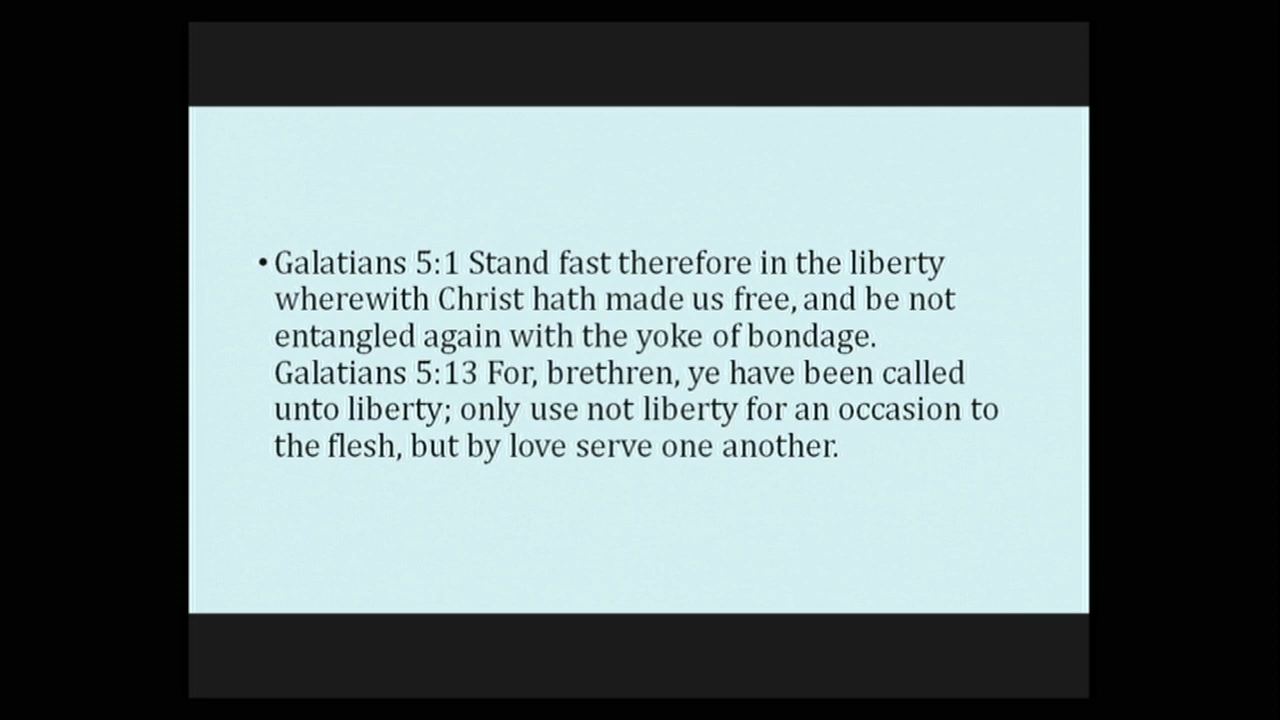 • Galatians 5:1 Stand fast therefore in the liberty
wherewith Christ hath made us free, and be not
entangled again with the yoke of bondage.
Galatians 5:13 For, brethren, ye have been called
unto liberty; only use not liberty for an occasion to
the flesh, but by love serve one another.